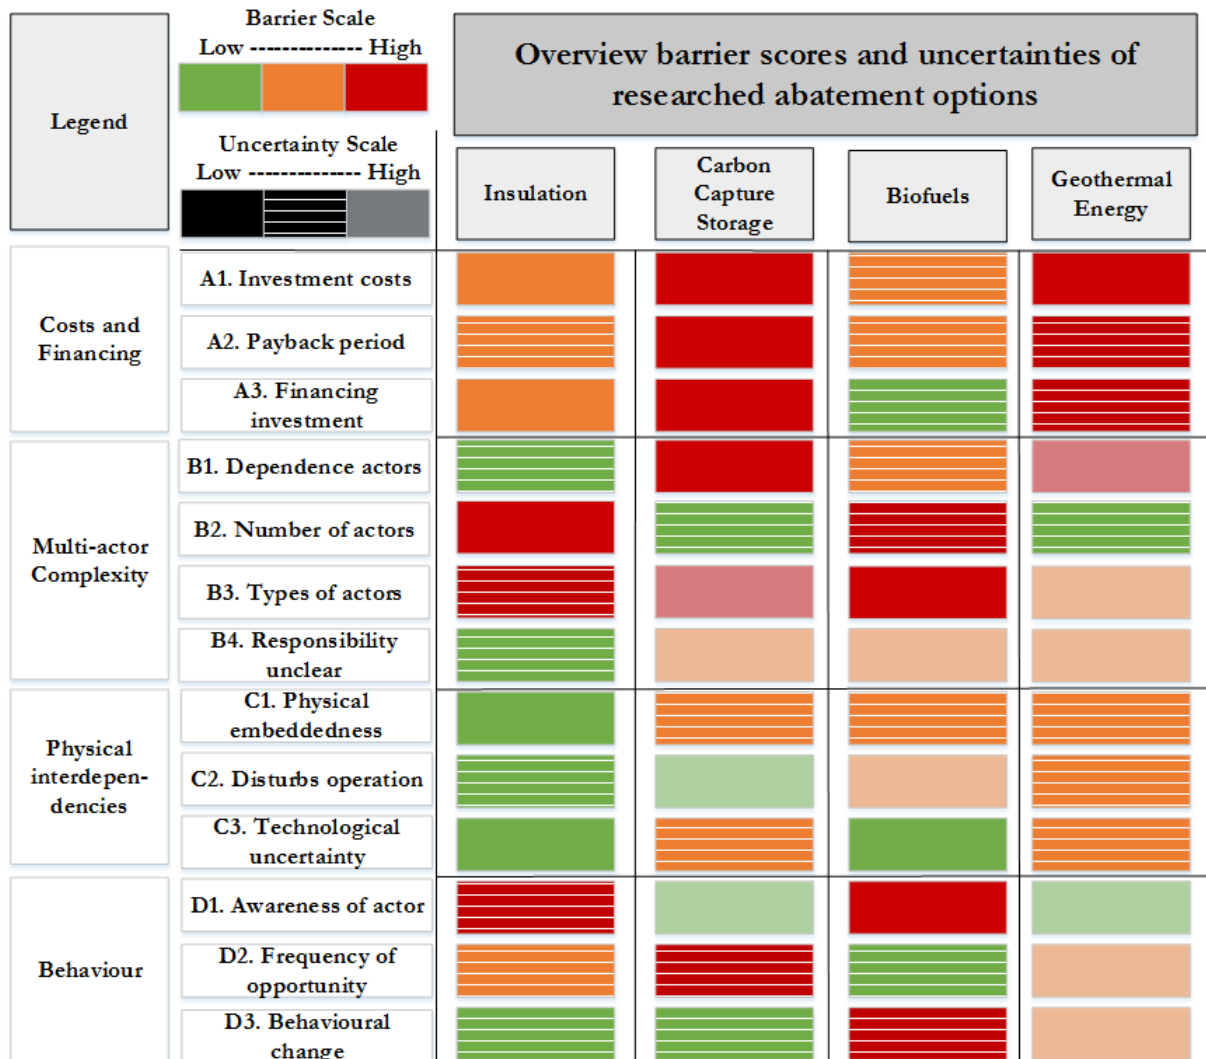 Legend
Barrier Scale
Low -------------- High
Uncertainty Scale
Low -------------- High
Overview barrier scores and uncertainties of
researched abatement options
Insulation
Carbon
Capture
Storage
Biofuels
Geothermal
Energy
Costs and
Financing
A1. Investment costs
A2. Payback period
A3. Financing
investment
Multi-actor
Complexity
B1. Dependence actors
B2. Number of actors
B3. Types of actors
B4. Responsibility
unclear
Physical
interdepen-
dencies
C1. Physical
embeddedness
C2. Disturbs operation
C3. Technological
uncertainty
Behaviour
D1. Awareness of actor
D2. Frequency of
opportunity
D3. Behavioural
change